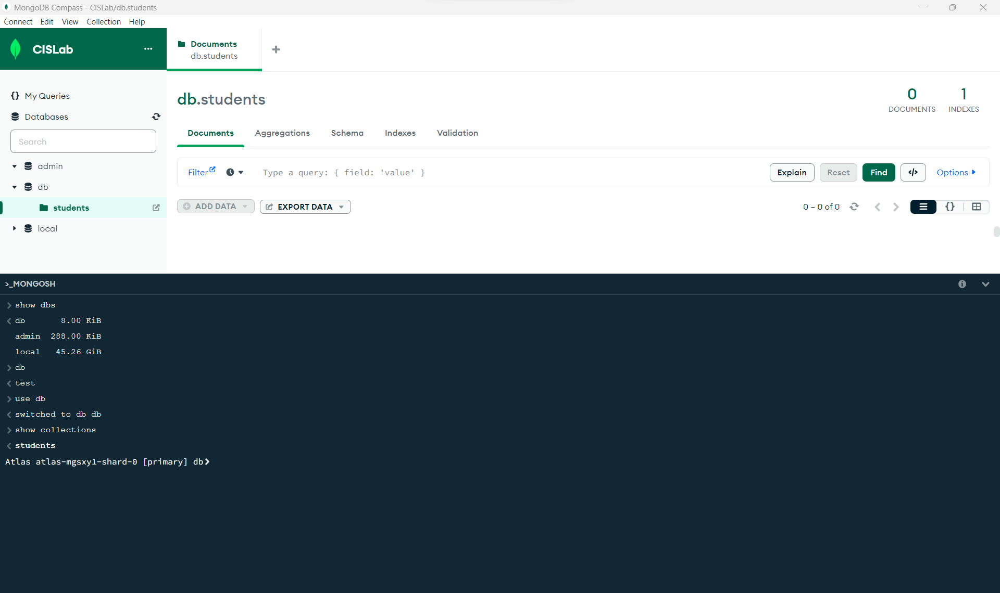 MongoDB Compass - CISLab/db.students
Connect Edit View Collection Help
CISLab ...
Documents
db.students
+
{} My Queries
Databases
Search
admin
db
students
local
db.students
0 DOCUMENTS
1 INDEXES
Documents Aggregations Schema Indexes Validation
Filter Type a query: { field: 'value' } Explain Reset Find </> Options
ADD DATA EXPORT DATA 0 – 0 of 0 {}
>_MONGOSH
> show dbs
< db 8.00 KiB
admin 288.00 KiB
local 45.26 GiB
> db
< test
> use db
< switched to db db
> show collections
< students
Atlas atlas-mgsxy1-shard-0 [primary] db>